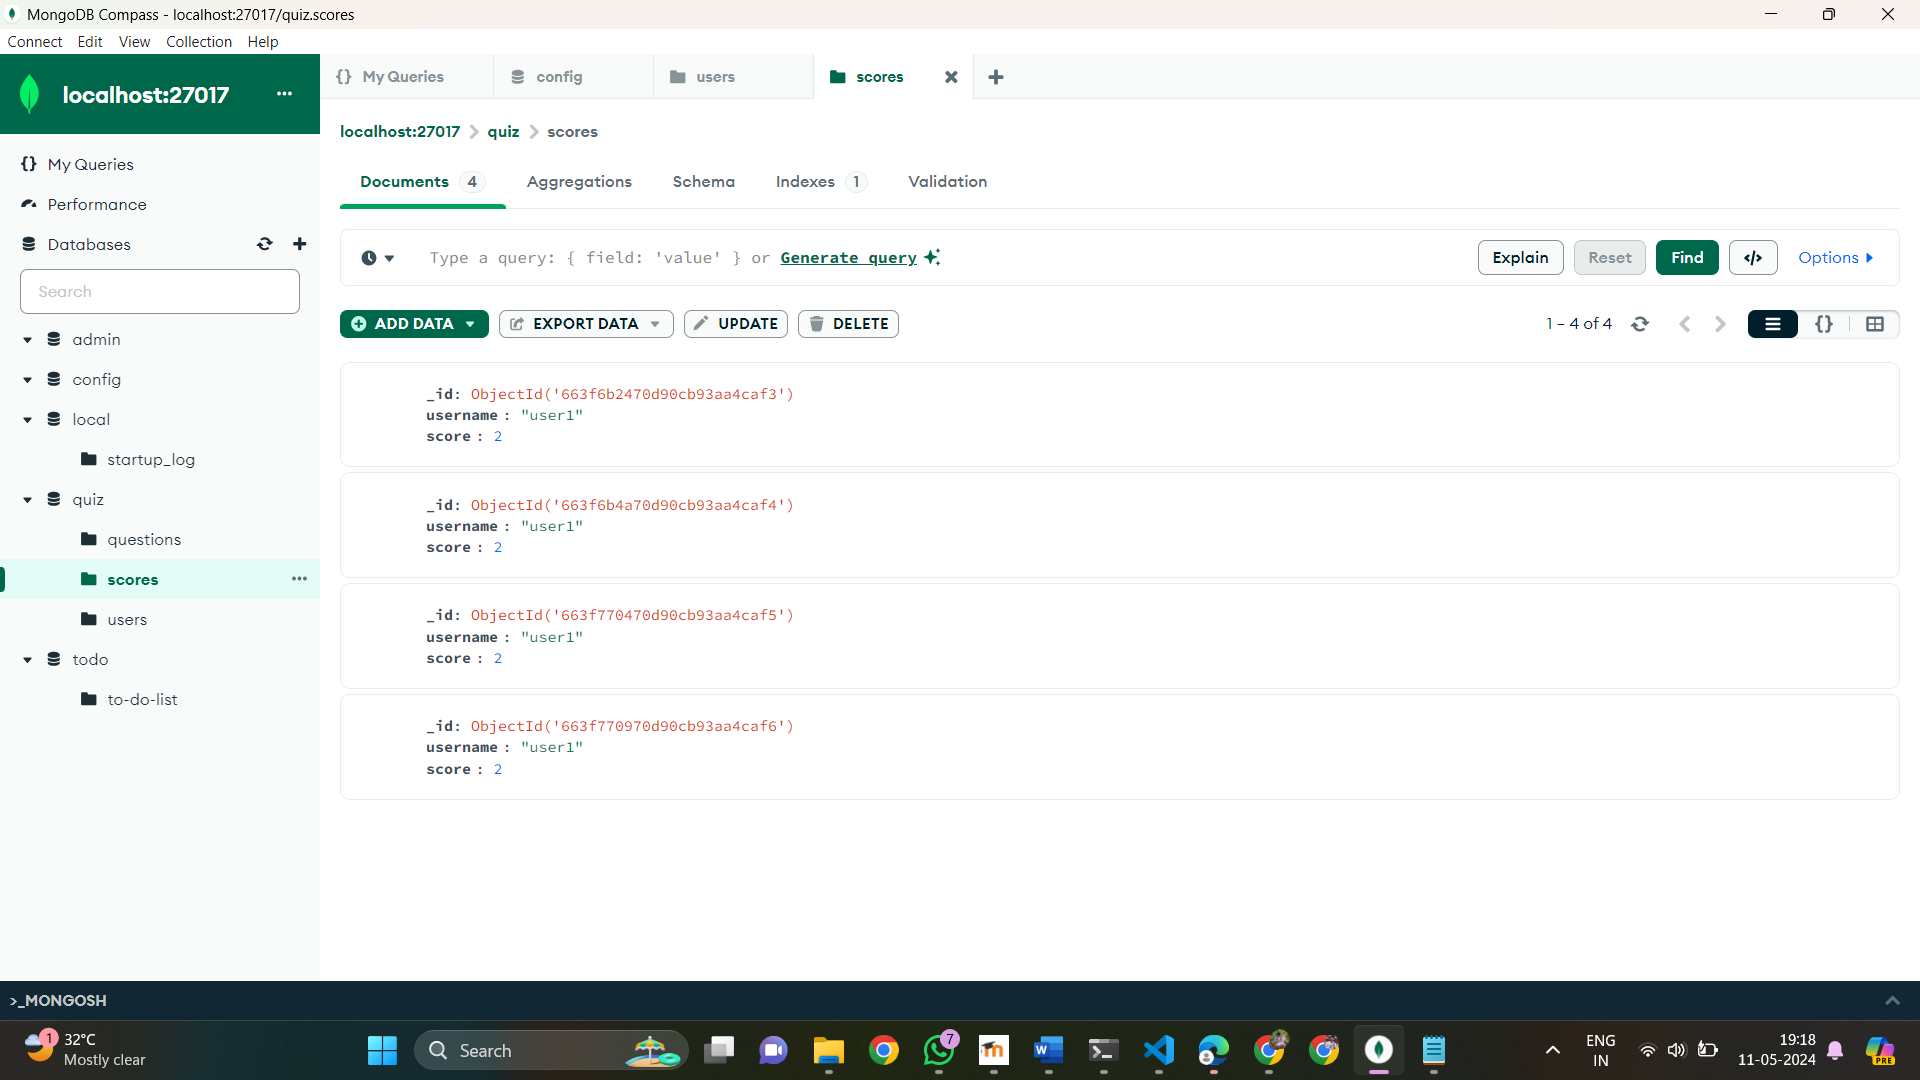 MongoDB Compass - localhost:27017/quiz.scores
Connect Edit View Collection Help
localhost:27017 ...
{} My Queries
config
users
scores
My Queries
Performance
Databases
Search
admin
config
local
startup_log
quiz
questions
scores
users
todo
to-do-list
localhost:27017 > quiz > scores
Documents 4 Aggregations Schema Indexes 1 Validation
Type a query: { field: 'value' } or Generate query
Explain Reset Find </> Options
ADD DATA EXPORT DATA UPDATE DELETE
1 – 4 of 4
{}
_id: ObjectId('663f6b2470d90cb93aa4caf3')
username : "user1"
score : 2
_id: ObjectId('663f6b4a70d90cb93aa4caf4')
username : "user1"
score : 2
_id: ObjectId('663f770470d90cb93aa4caf5')
username : "user1"
score : 2
_id: ObjectId('663f770970d90cb93aa4caf6')
username : "user1"
score : 2
>_MONGOSH
1
32°C
Mostly clear
Search
7
m
W
ENG
IN
19:18
11-05-2024
PRE